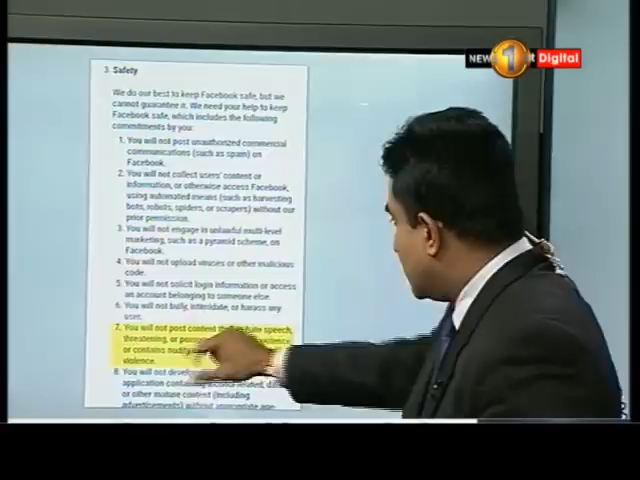 NEWS 1st Digital
3. Safety
We do our best to keep Facebook safe, but we
cannot guarantee it. We need your help to keep
Facebook safe, which includes the following
commitments by you:
1. You will not post unauthorized commercial
communications (such as spam) on
Facebook.
2. You will not collect users' content or
information, or otherwise access Facebook,
using automated means (such as harvesting
bots, robots, spiders, or scrapers) without our
prior permission.
3. You will not engage in unlawful multi-level
marketing, such as a pyramid scheme, on
Facebook.
4. You will not upload viruses or other malicious
code.
5. You will not solicit login information or access
an account belonging to someone else.
6. You will not bully, intimidate, or harass any
user.
7. You will not post content speech,
threatening, or
or contains
violence.
8. You will not
application
or other mature content (including
advertisements) without appropriate age-